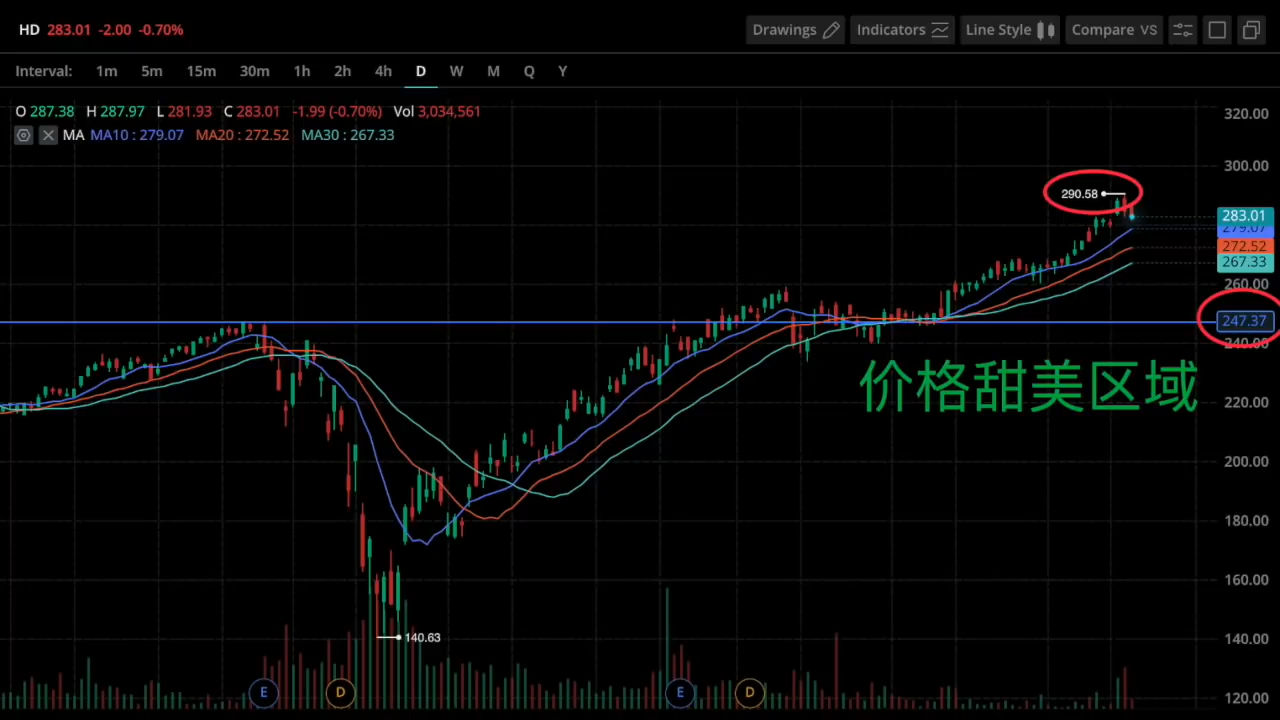 HD 283.01 -2.00 -0.70% Drawings Indicators Line Style Compare VS
Interval: 1m 5m 15m 30m 1h 2h 4h D W M Q Y
O 287.38 H 287.97 L 281.93 C 283.01 -1.99 (-0.70%) Vol 3,034,561
MA MA10 : 279.07 MA20 : 272.52 MA30 : 267.33
320.00
300.00
290.58
283.01
279.07
272.52
267.33
260.00
247.37
240.00
价格甜美区域
220.00
200.00
180.00
160.00
140.63
140.00
E D E D
120.00